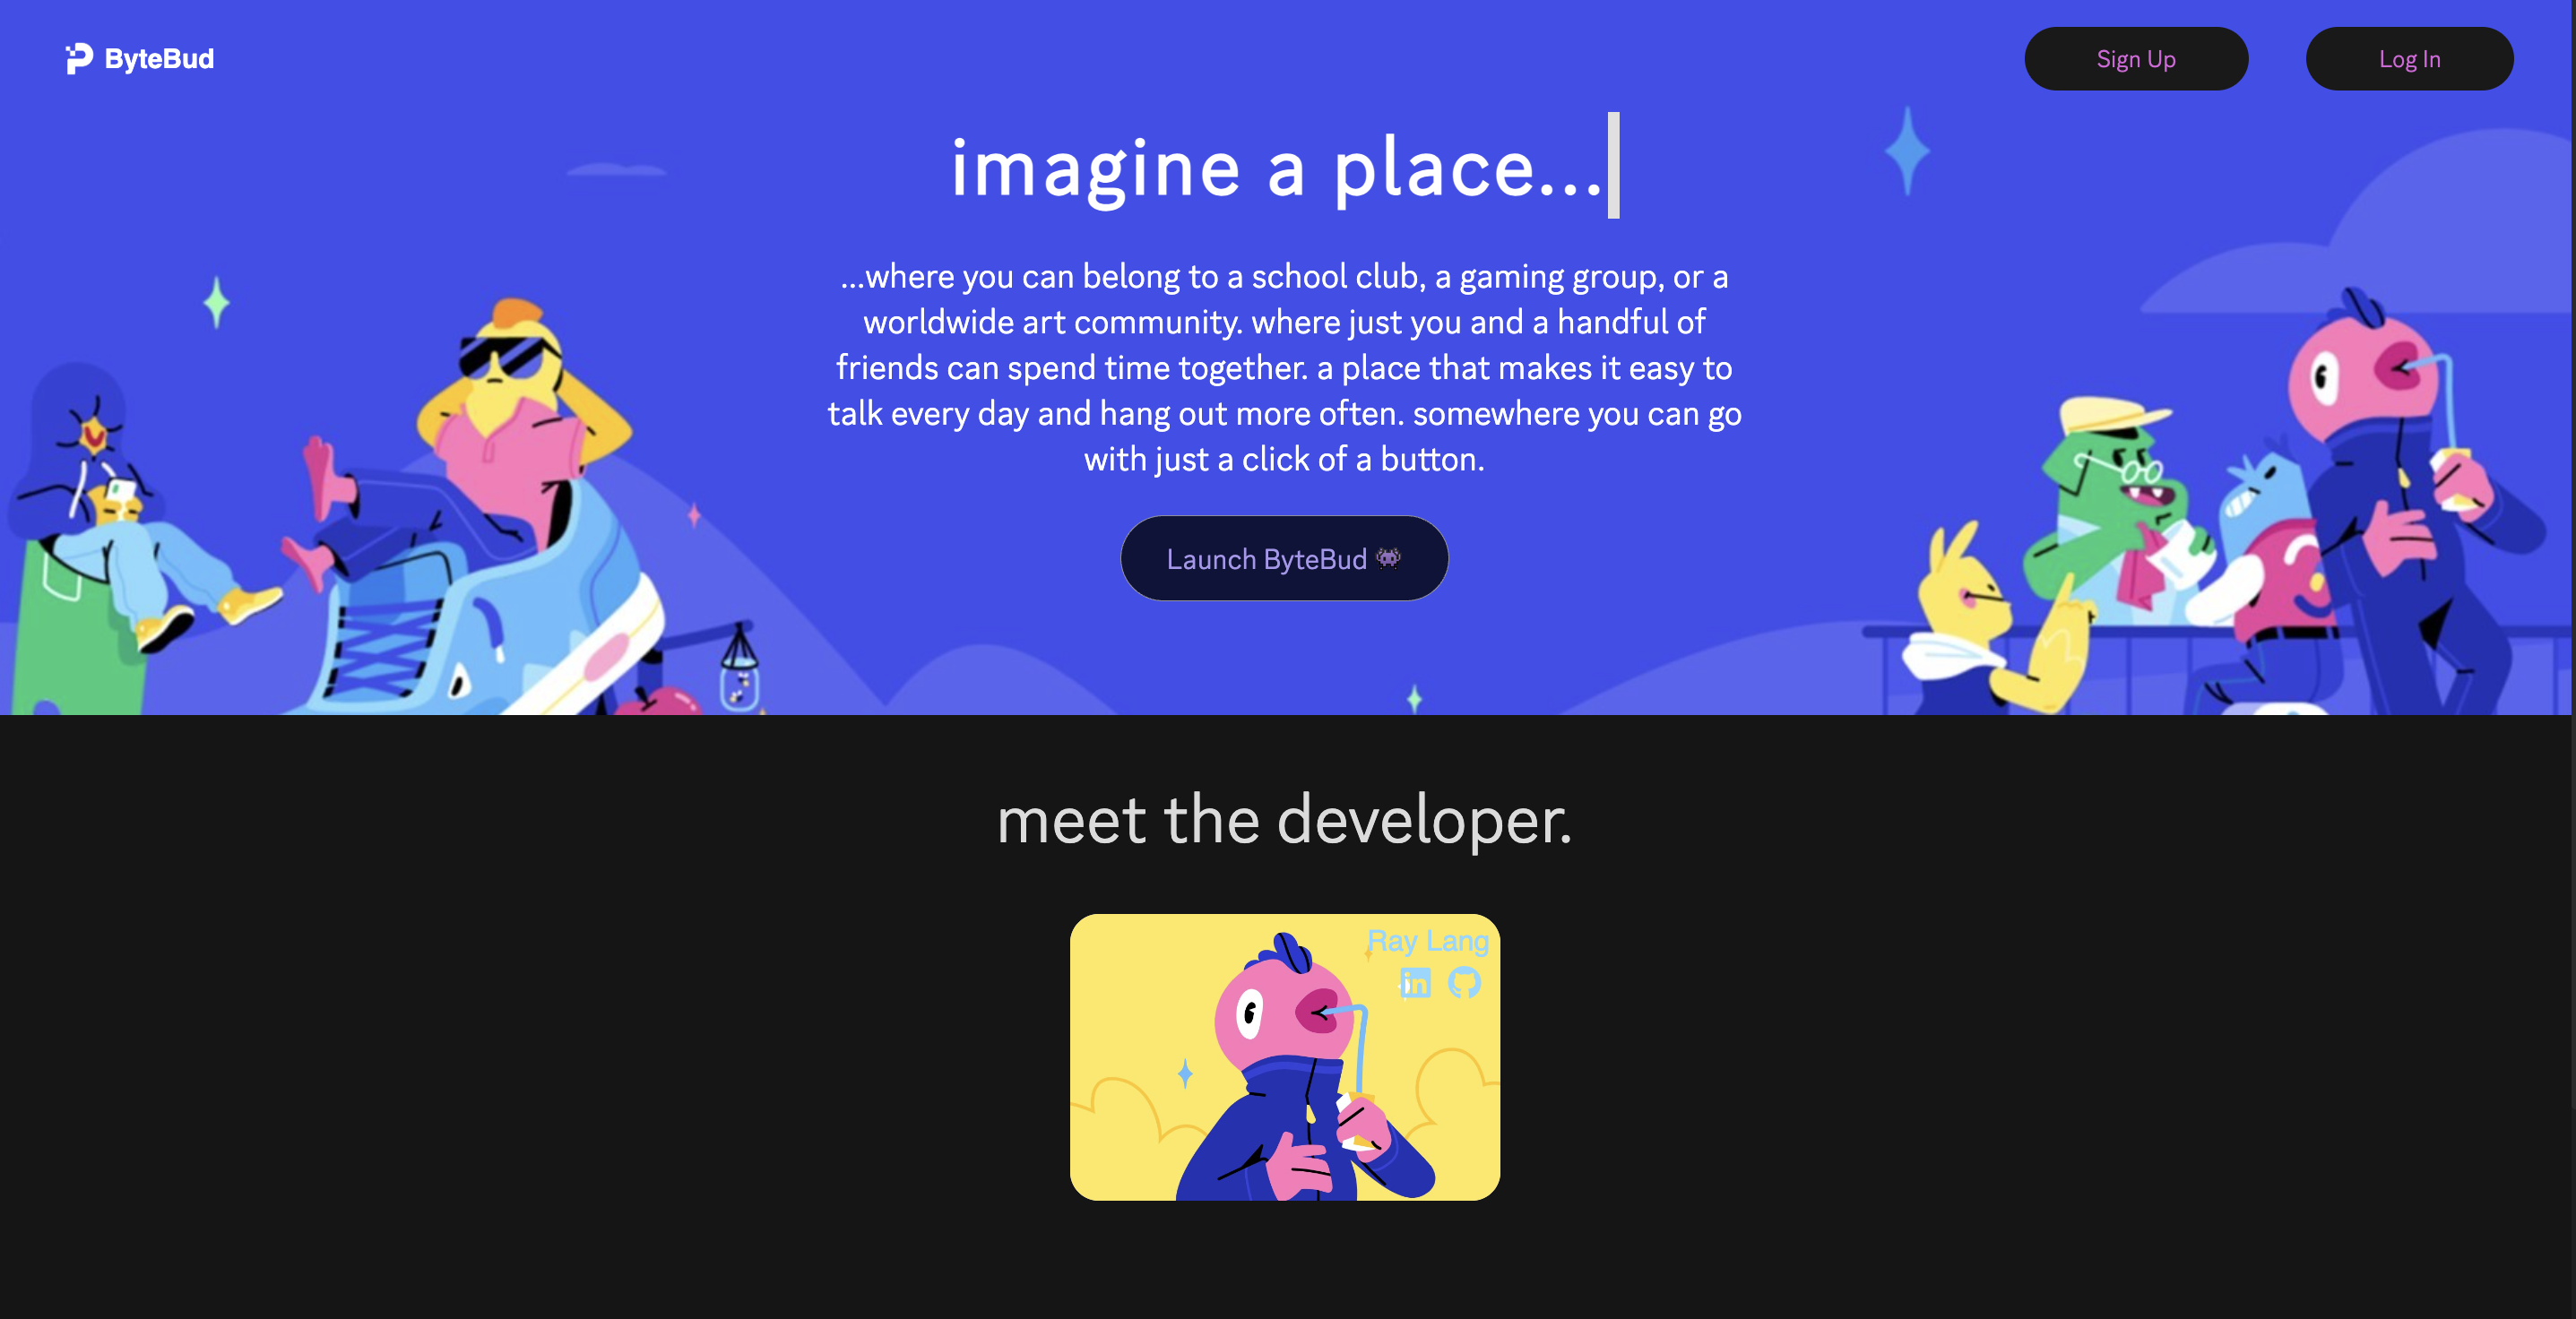 ByteBud
Sign Up
Log In
imagine a place...
...where you can belong to a school club, a gaming group, or a
worldwide art community. where just you and a handful of
friends can spend time together. a place that makes it easy to
talk every day and hang out more often. somewhere you can go
with just a click of a button.
Launch ByteBud 👾
meet the developer.
Ray Lang
in